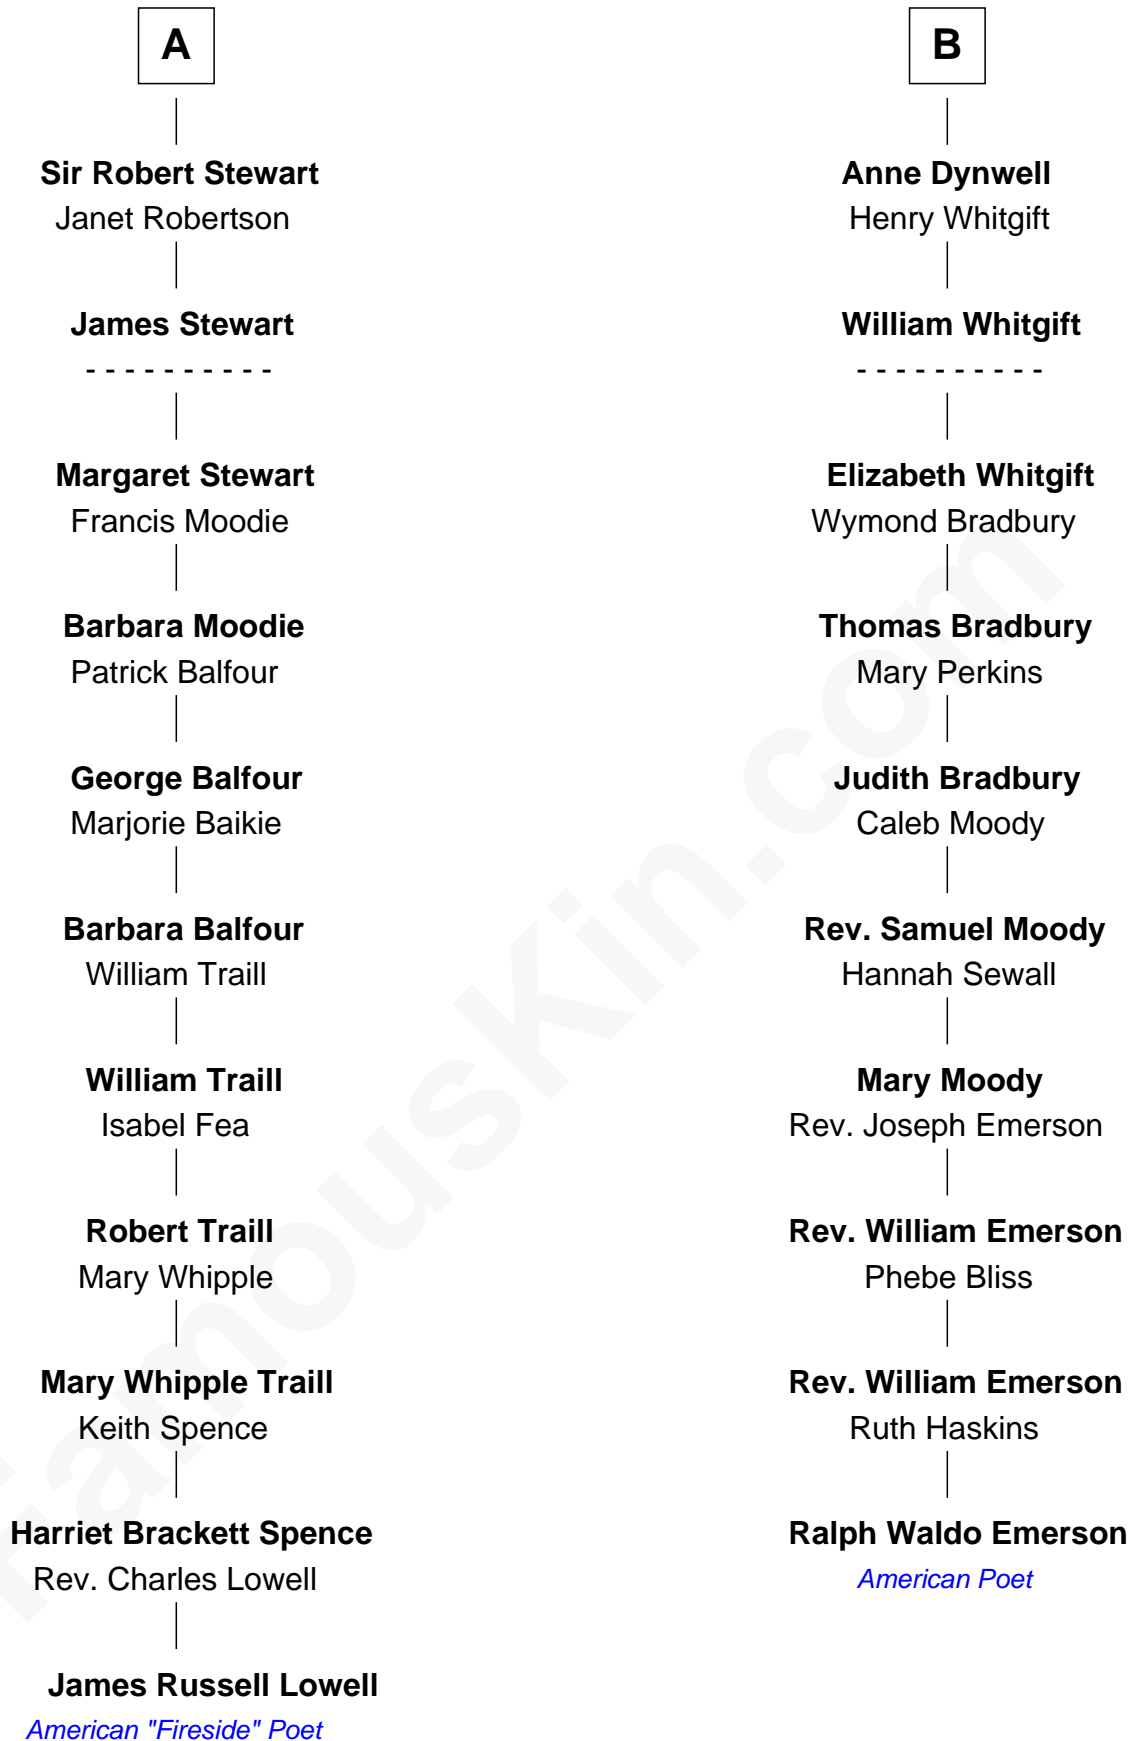 A
Sir Robert Stewart
Janet Robertson
James Stewart
- - - - - - - - - -
Margaret Stewart
Francis Moodie
Barbara Moodie
Patrick Balfour
George Balfour
Marjorie Baikie
Barbara Balfour
William Traill
William Traill
Isabel Fea
Robert Traill
Mary Whipple
Mary Whipple Traill
Keith Spence
Harriet Brackett Spence
Rev. Charles Lowell
James Russell Lowell
American "Fireside" Poet
B
Anne Dynwell
Henry Whitgift
William Whitgift
- - - - - - - - - -
Elizabeth Whitgift
Wymond Bradbury
Thomas Bradbury
Mary Perkins
Judith Bradbury
Caleb Moody
Rev. Samuel Moody
Hannah Sewall
Mary Moody
Rev. Joseph Emerson
Rev. William Emerson
Phebe Bliss
Rev. William Emerson
Ruth Haskins
Ralph Waldo Emerson
American Poet
FamousKin.com